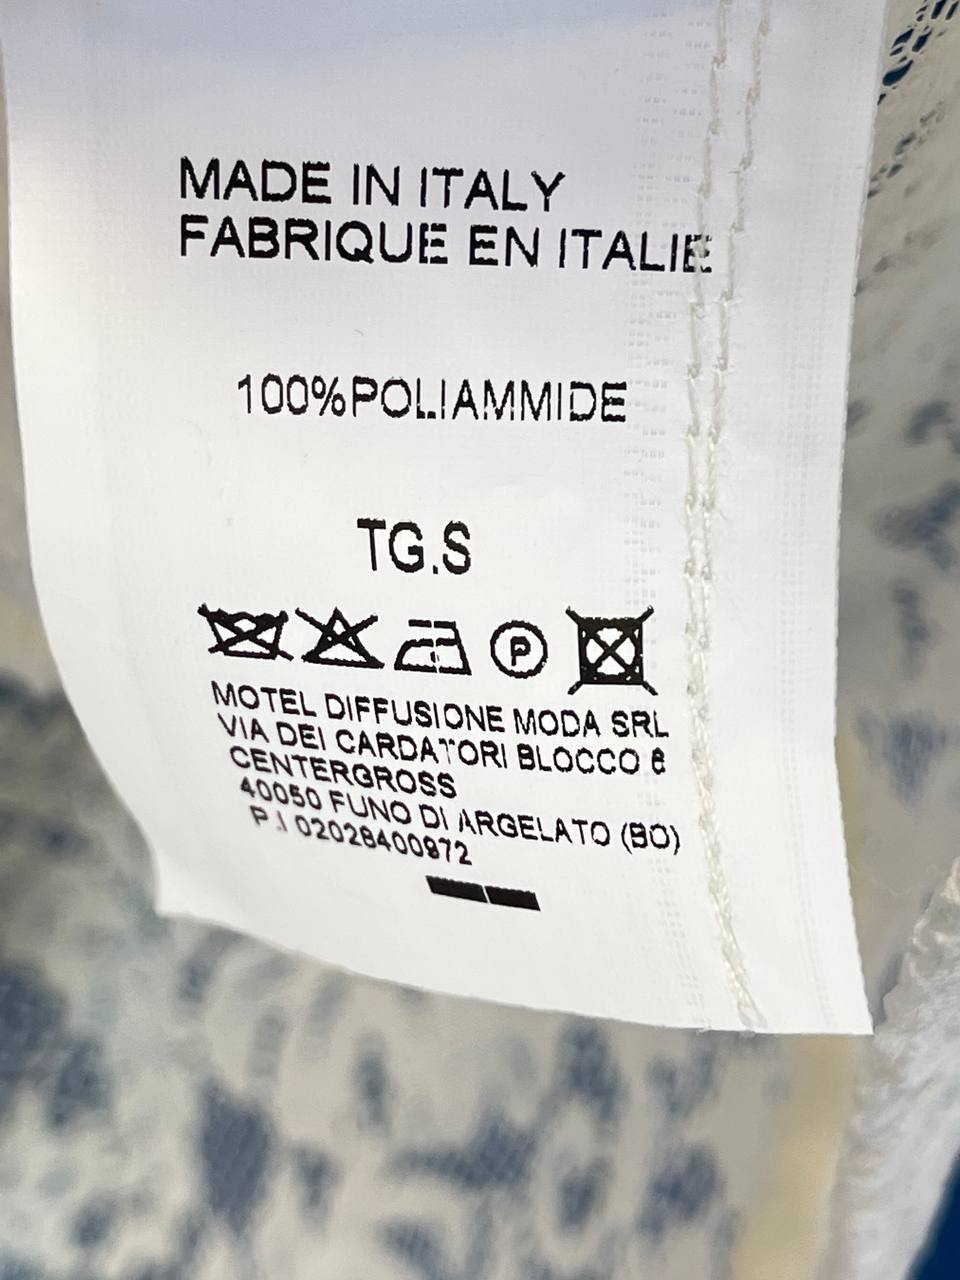 MADE IN ITALY
FABRIQUE EN ITALIE
100%POLIAMMIDE
TG.S
P
MOTEL DIFFUSIONE MODA SRL
VIA DEI CARDATORI BLOCCO 6
CENTERGROSS
40050 FUNO DI ARGELATO (BO)
P.I 02028400972